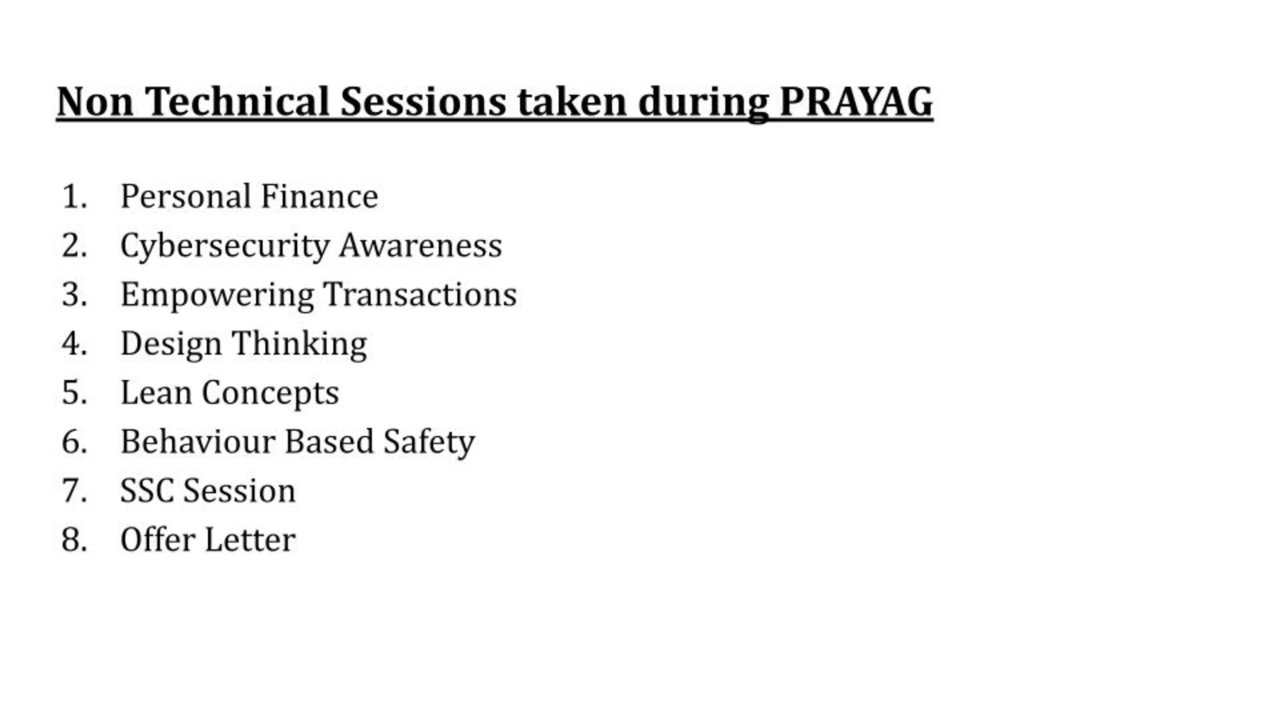 Non Technical Sessions taken during PRAYAG
1. Personal Finance
2. Cybersecurity Awareness
3. Empowering Transactions
4. Design Thinking
5. Lean Concepts
6. Behaviour Based Safety
7. SSC Session
8. Offer Letter